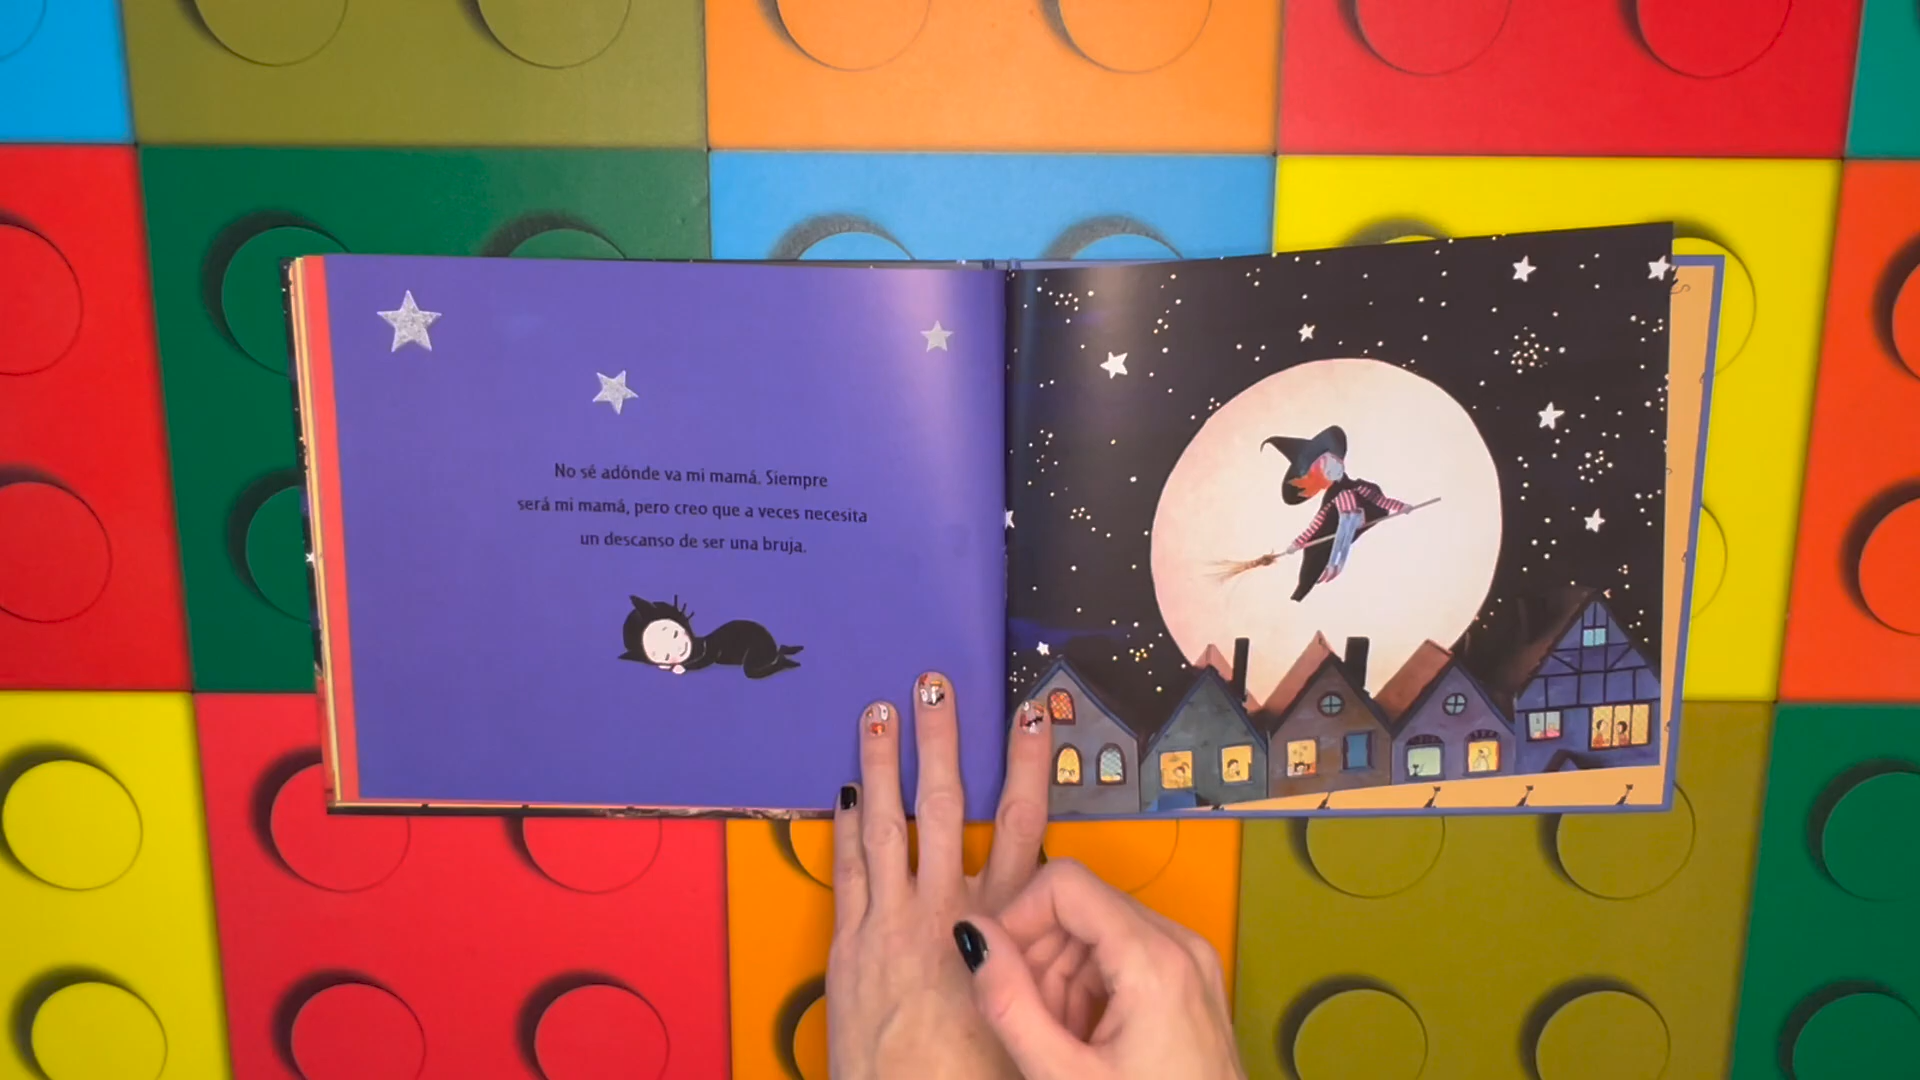 No sé adónde va mi mamá. Siempre
será mi mamá, pero creo que a veces necesita
un descanso de ser una bruja.